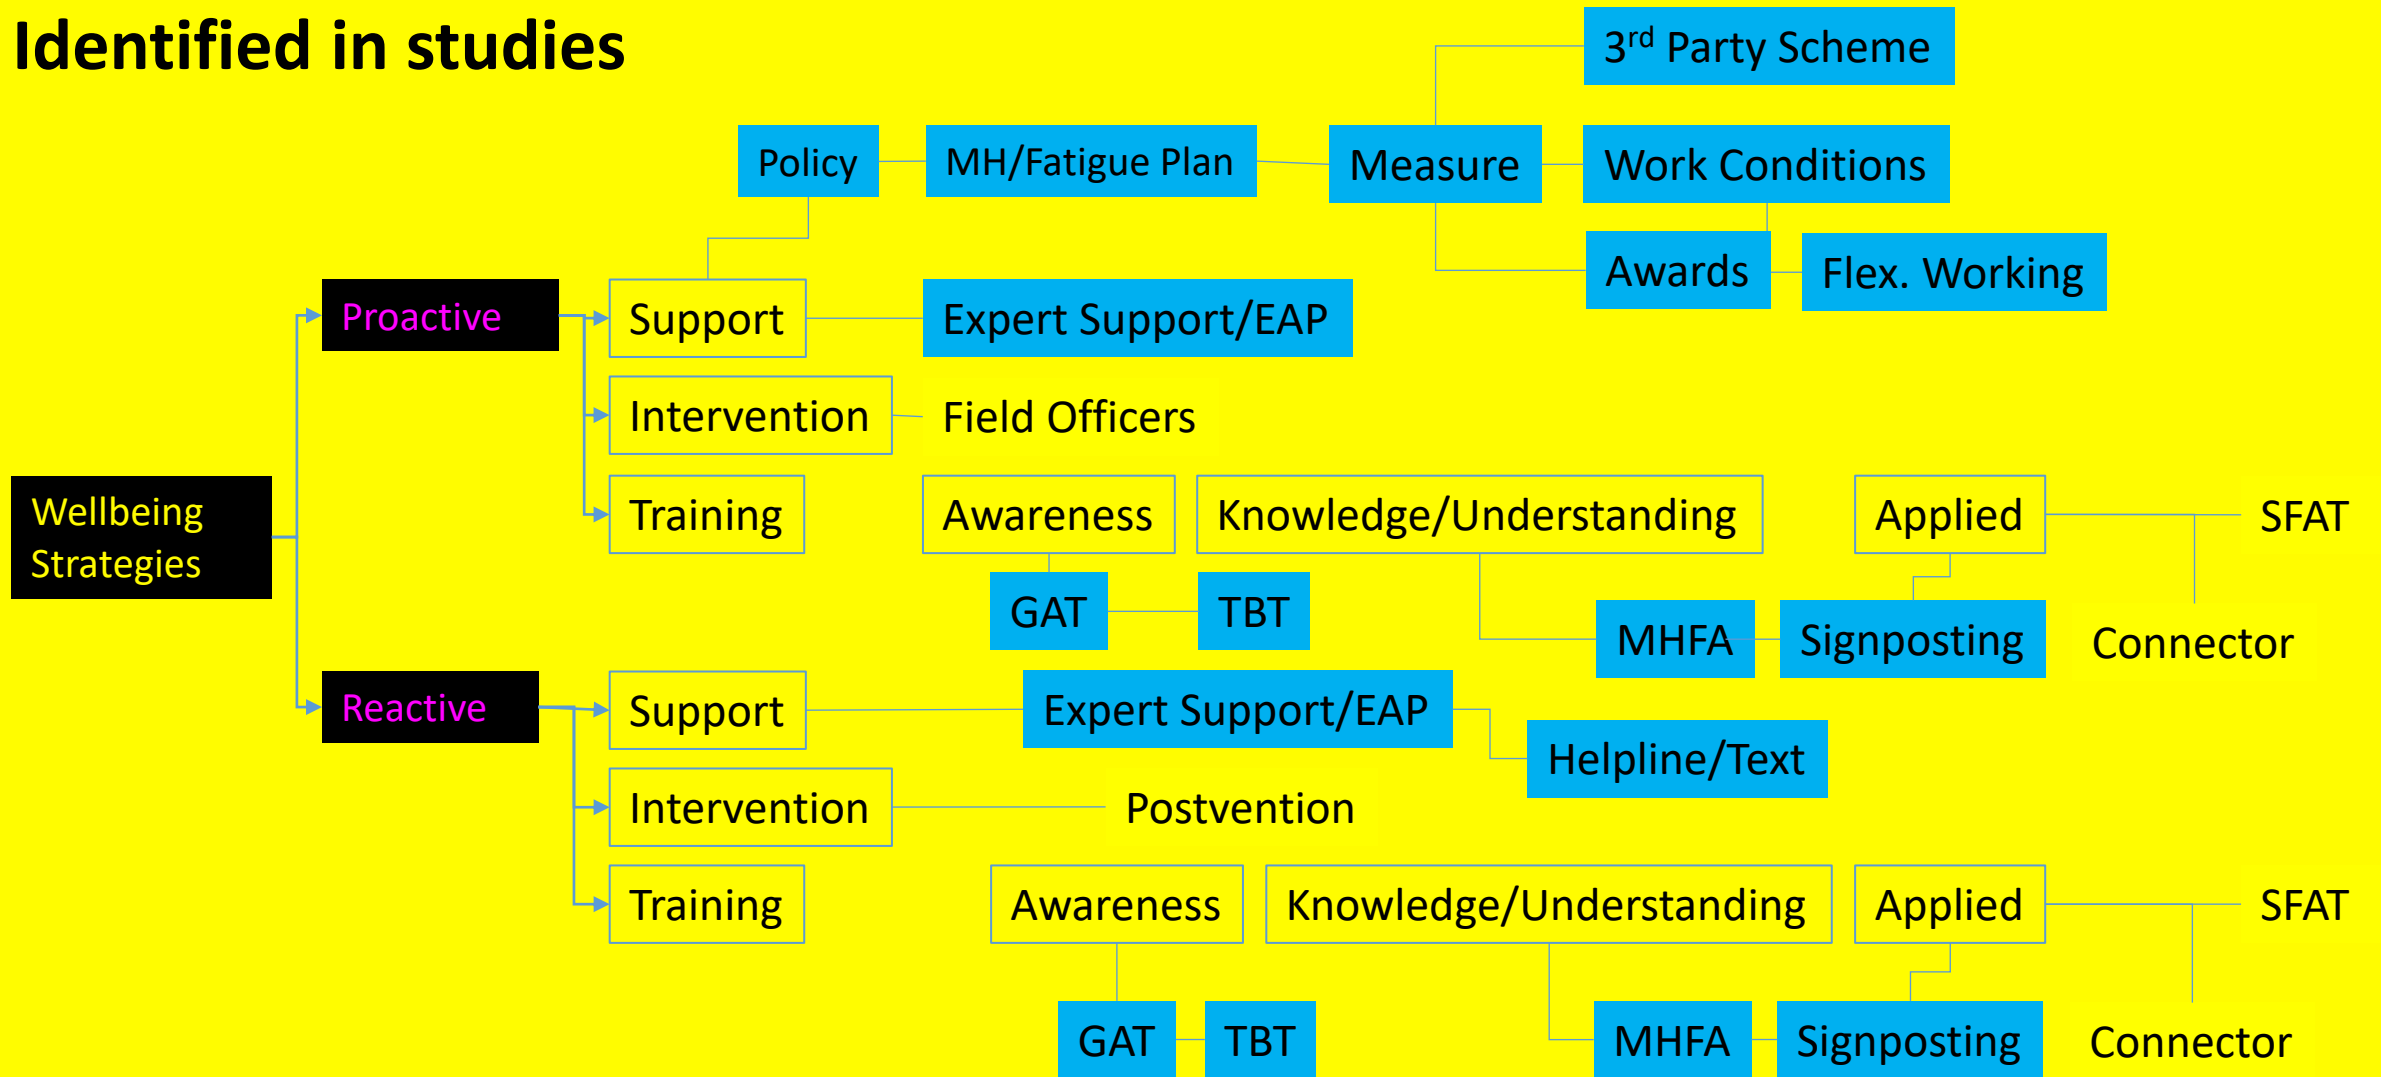 Identified in studies
3rd Party Scheme
Policy
MH/Fatigue Plan
Measure
Work Conditions
Awards
Flex. Working
Proactive
Support
Expert Support/EAP
Intervention
Field Officers
Wellbeing
Strategies
Training
Awareness
Knowledge/Understanding
Applied
SFAT
GAT
TBT
MHFA
Signposting
Connector
Reactive
Support
Expert Support/EAP
Helpline/Text
Intervention
Postvention
Training
Awareness
Knowledge/Understanding
Applied
SFAT
GAT
TBT
MHFA
Signposting
Connector